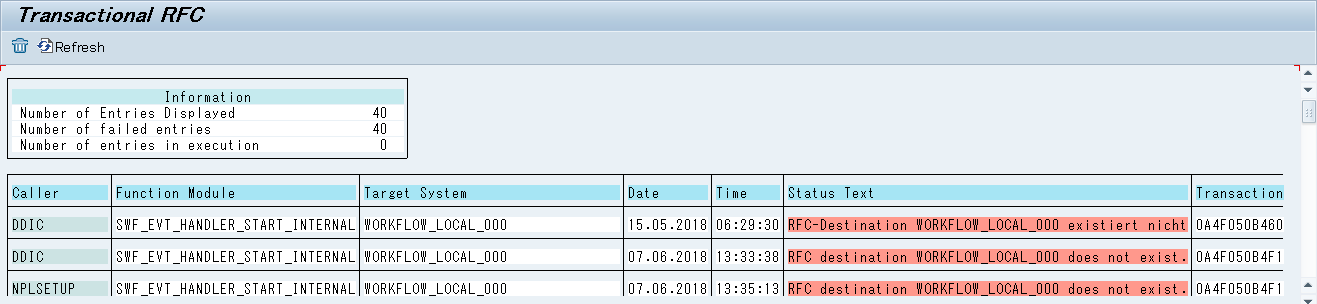 Transactional RFC
Refresh
Information
Number of Entries Displayed 40
Number of failed entries 40
Number of entries in execution 0
Caller Function Module Target System Date Time Status Text Transaction
DDIC SWF_EVT_HANDLER_START_INTERNAL WORKFLOW_LOCAL_000 15.05.2018 06:29:30 RFC-Destination WORKFLOW_LOCAL_000 existiert nicht 0A4F050B460
DDIC SWF_EVT_HANDLER_START_INTERNAL WORKFLOW_LOCAL_000 07.06.2018 13:33:38 RFC destination WORKFLOW_LOCAL_000 does not exist. 0A4F050B4F1
NPLSETUP SWF_EVT_HANDLER_START_INTERNAL WORKFLOW_LOCAL_000 07.06.2018 13:35:13 RFC destination WORKFLOW_LOCAL_000 does not exist. 0A4F050B4F1